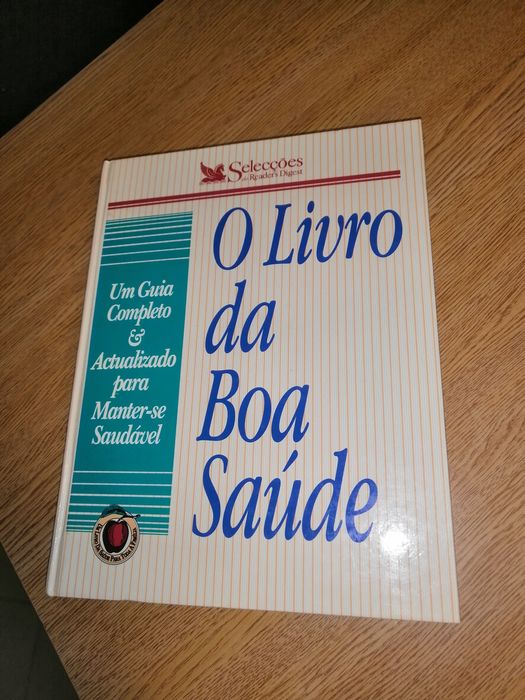 Selecções
do Reader's Digest
O Livro
da
Boa
Saúde
Um Guia
Completo
&
Actualizado
para
Manter-se
Saudável